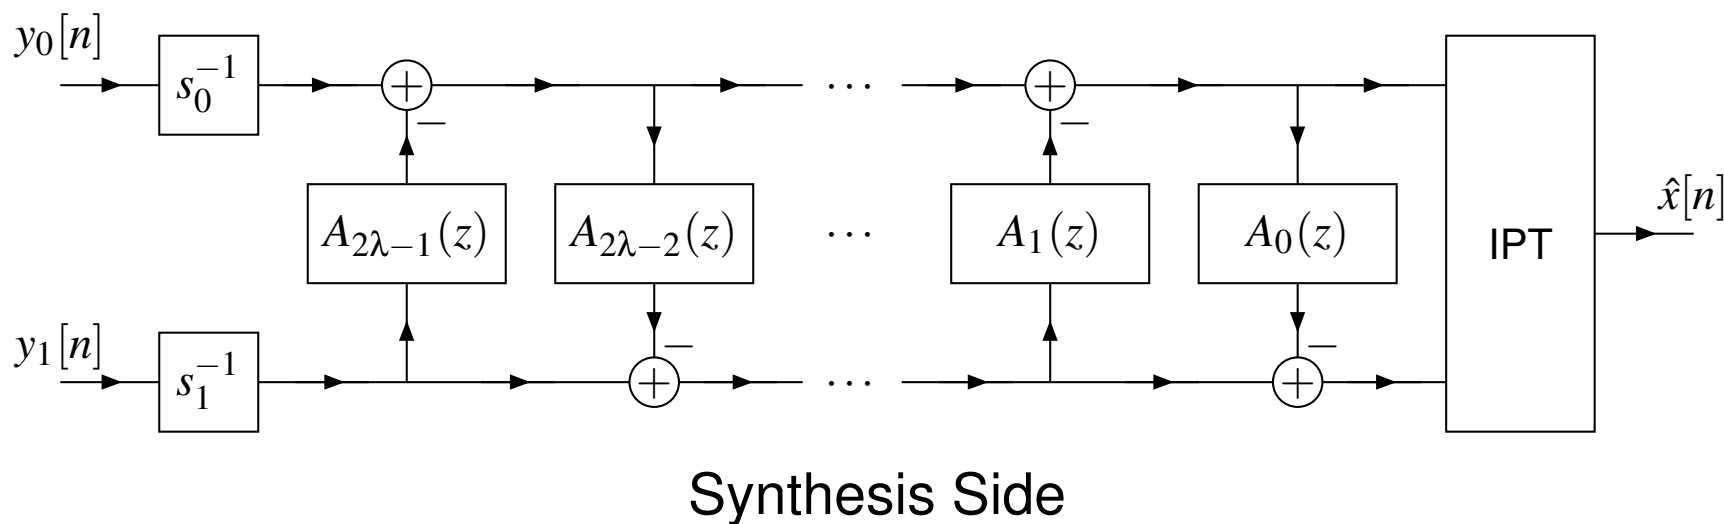 y₀[n]
s₀⁻¹
+
−
⋯
+
−
A₂λ₋₁(z)
A₂λ₋₂(z)
⋯
A₁(z)
A₀(z)
IPT
x̂[n]
y₁[n]
s₁⁻¹
−
+
⋯
−
+
Synthesis Side